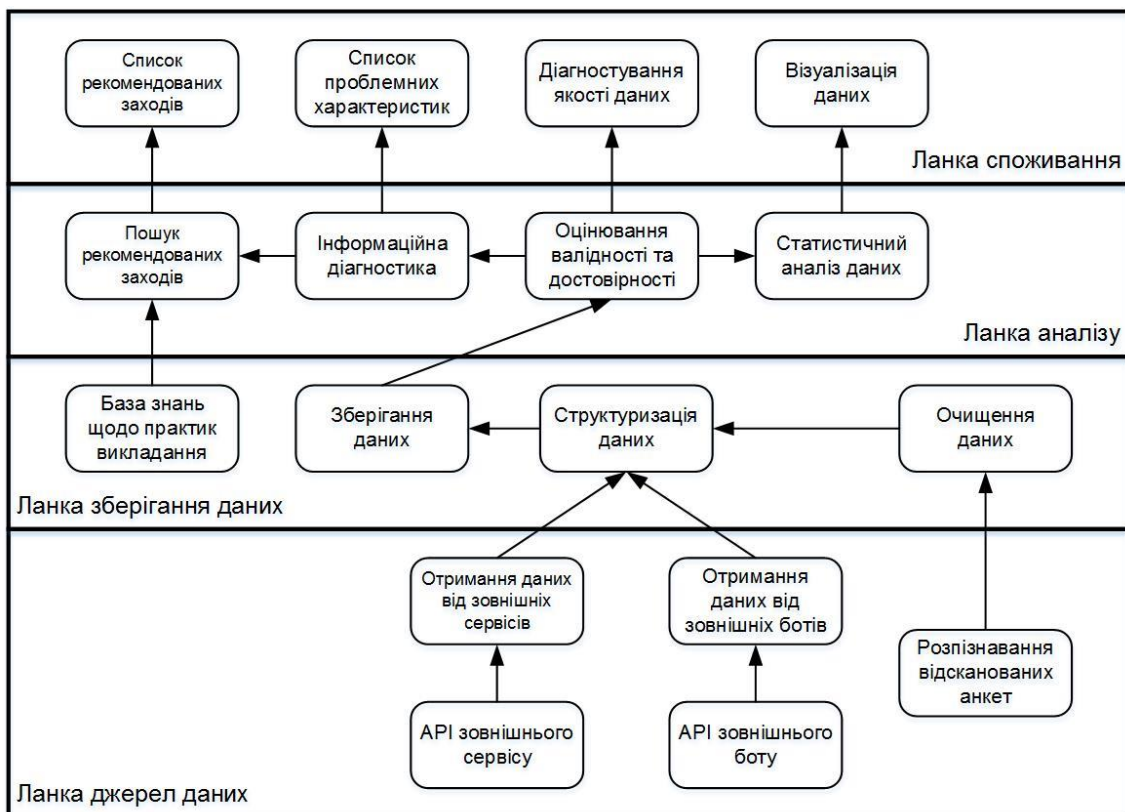 Список
рекомендованих
заходів
Список
проблемних
характеристик
Діагностування
якості даних
Візуалізація
даних
Ланка споживання
Пошук
рекомендованих
заходів
Інформаційна
діагностика
Оцінювання
валідності та
достовірності
Статистичний
аналіз даних
Ланка аналізу
База знань
щодо практик
викладання
Зберігання
даних
Структуризація
даних
Очищення
даних
Ланка зберігання даних
Отримання даних
від зовнішніх
сервісів
Отримання
даних від
зовнішніх ботів
Розпізнавання
відсканованих
анкет
API зовнішнього
сервісу
API зовнішнього
боту
Ланка джерел даних